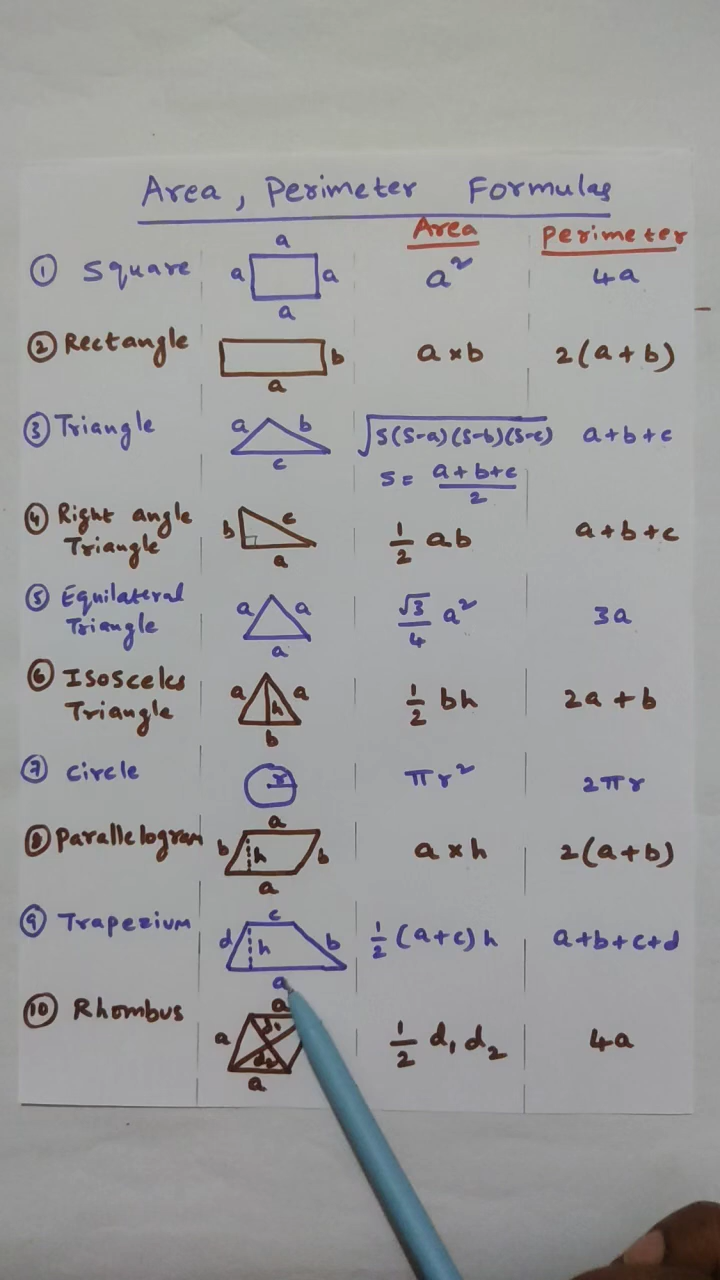 Area, Perimeter Formulas
Area Perimeter
① Square a a a a a² 4a
② Rectangle b a a×b 2(a+b)
③ Triangle a b c √S(S-a)(S-b)(S-c) a+b+c
S = a+b+c/2
④ Right angle Triangle b c a 1/2 ab a+b+c
⑤ Equilateral Triangle a a a √3/4 a² 3a
⑥ Isosceles Triangle a a h b 1/2 bh 2a+b
⑦ Circle r πr² 2πr
⑧ Parallelogram a b h b a a×h 2(a+b)
⑨ Trapezium c d h b a 1/2 (a+c)h a+b+c+d
⑩ Rhombus a a d₁ d₂ a 1/2 d₁d₂ 4a